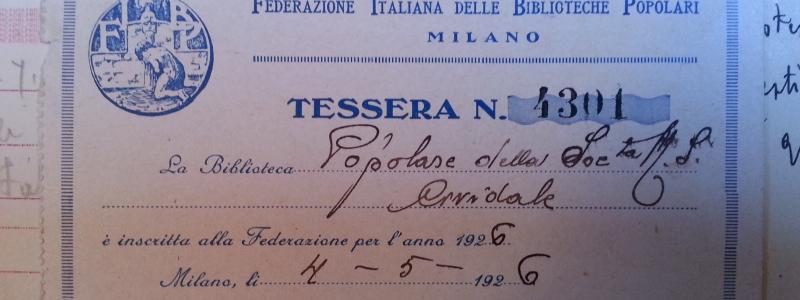 FEDERAZIONE ITALIANA DELLE BIBLIOTECHE POPOLARI
MILANO
F I B P
TESSERA N. 4301
La Biblioteca Popolare della Soc.tà M. S.
Cividale
è inscritta alla Federazione per l'anno 1926.
Milano, lì 4 - 5 - 1926